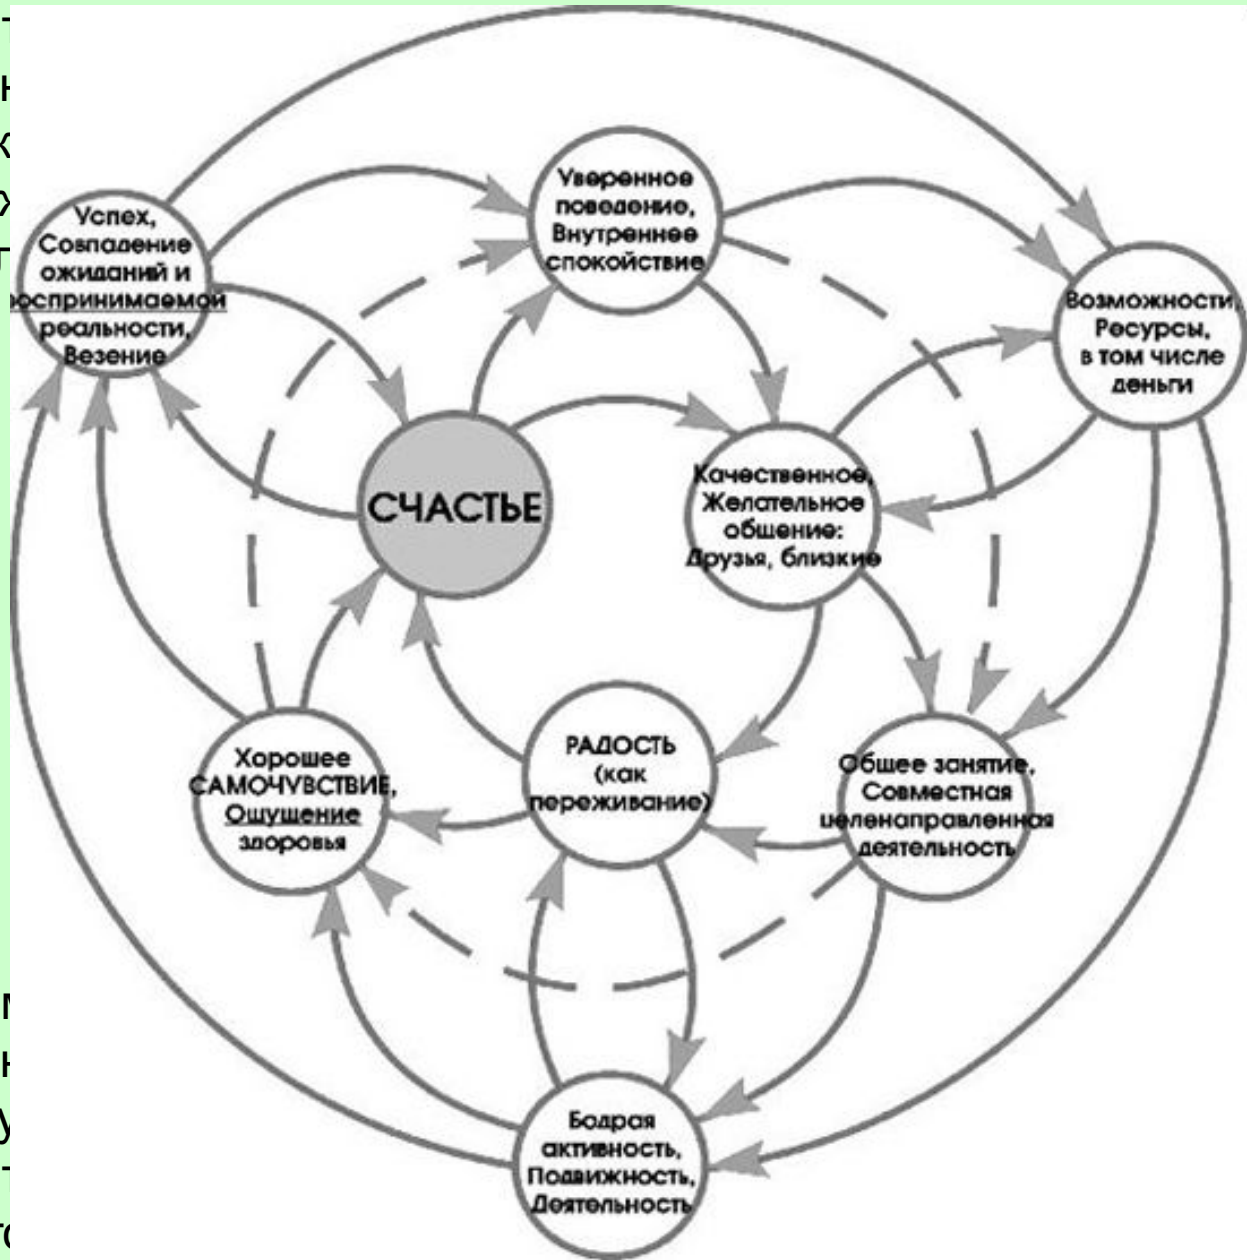 Уверенное
поведение,
Внутреннее
спокойствие
Успех,
Совпадение
ожиданий и
воспринимаемой
реальности,
Везение
Возможности,
Ресурсы,
в том числе
деньги
СЧАСТЬЕ
Качественное,
Желательное
общение:
Друзья, близкие
Хорошее
САМОЧУВСТВИЕ,
Ощущение
здоровья
РАДОСТЬ
(как
переживание)
Общее занятие,
Совместная
целенаправленная
деятельность
Бодрая
активность,
Подвижность,
Деятельность